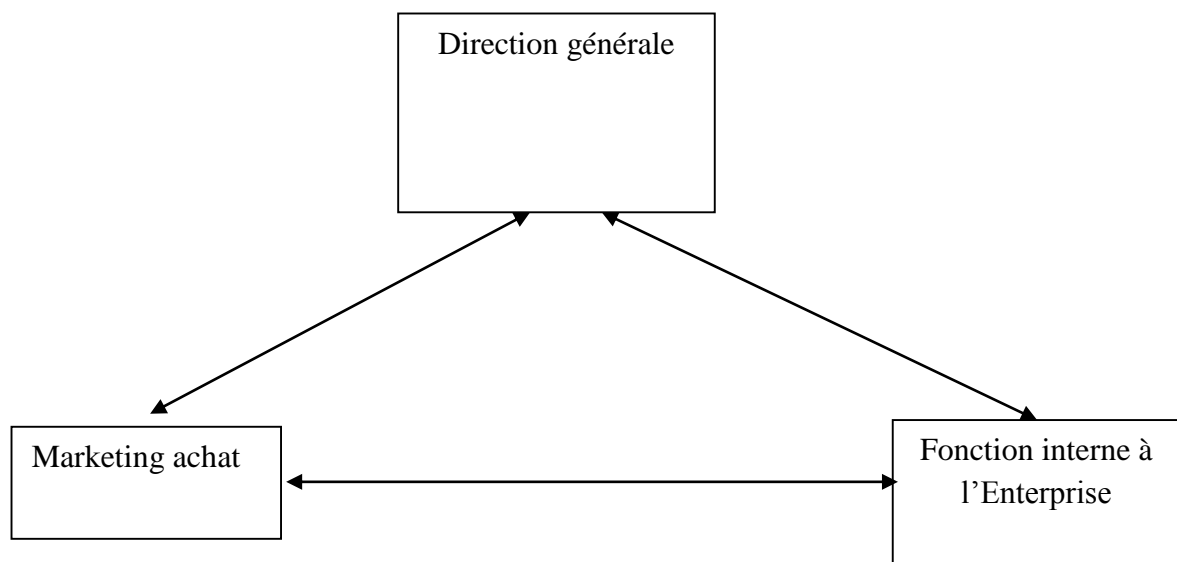 Direction générale
Marketing achat
Fonction interne à
l’Enterprise